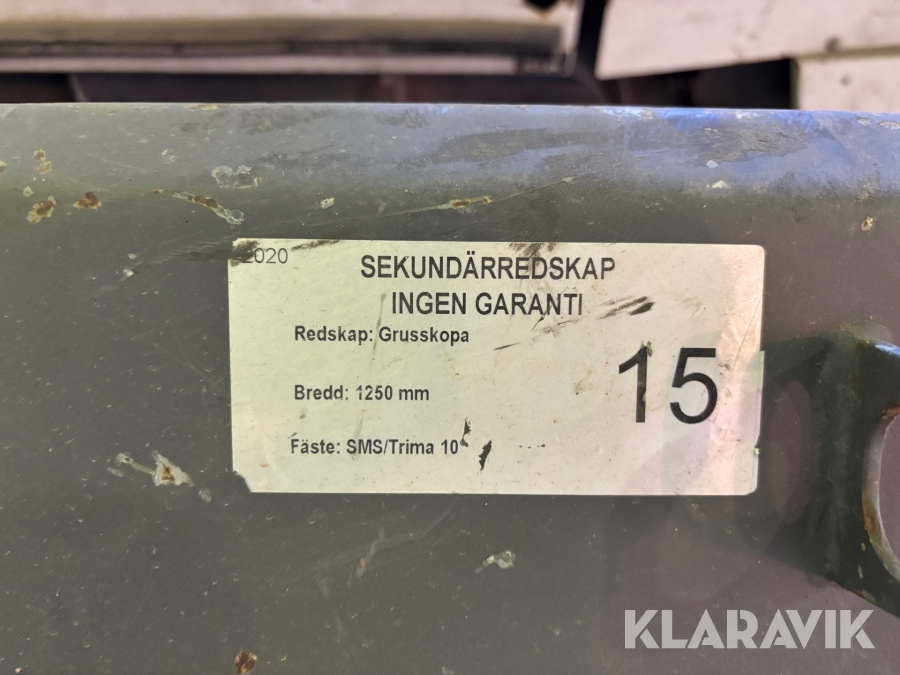 2020
SEKUNDÄRREDSKAP
INGEN GARANTI
Redskap: Grusskopa
15
Bredd: 1250 mm
Fäste: SMS/Trima 10
KLARAVIK